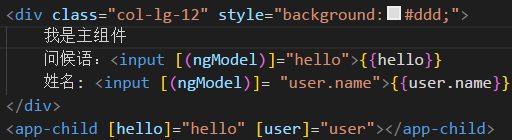 <div class="col-lg-12" style="background:#ddd;">
我是主组件
问候语：<input [(ngModel)]="hello">{{hello}}
姓名: <input [(ngModel)]= "user.name">{{user.name}}
</div>
<app-child [hello]="hello" [user]="user"></app-child>